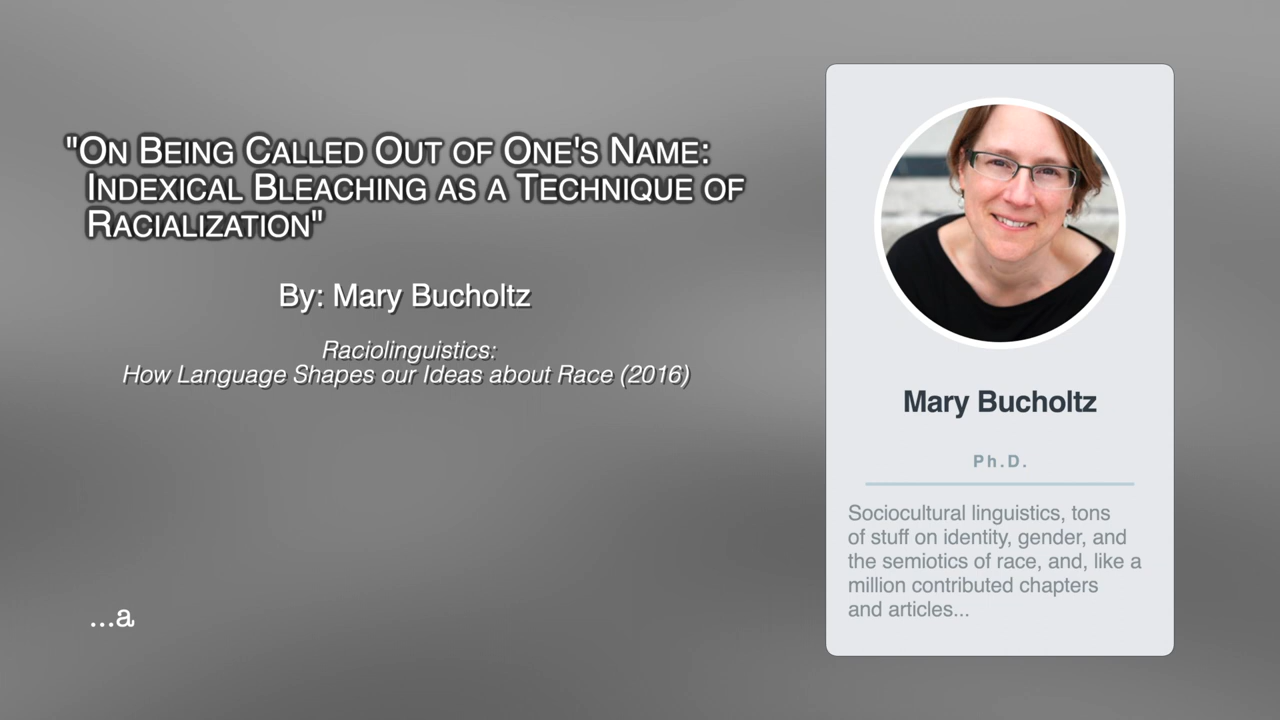 "On Being Called Out of One's Name:
Indexical Bleaching as a Technique of
Racialization"
By: Mary Bucholtz
Raciolinguistics:
How Language Shapes our Ideas about Race (2016)
...a
Mary Bucholtz
Ph.D.
Sociocultural linguistics, tons
of stuff on identity, gender, and
the semiotics of race, and, like a
million contributed chapters
and articles...